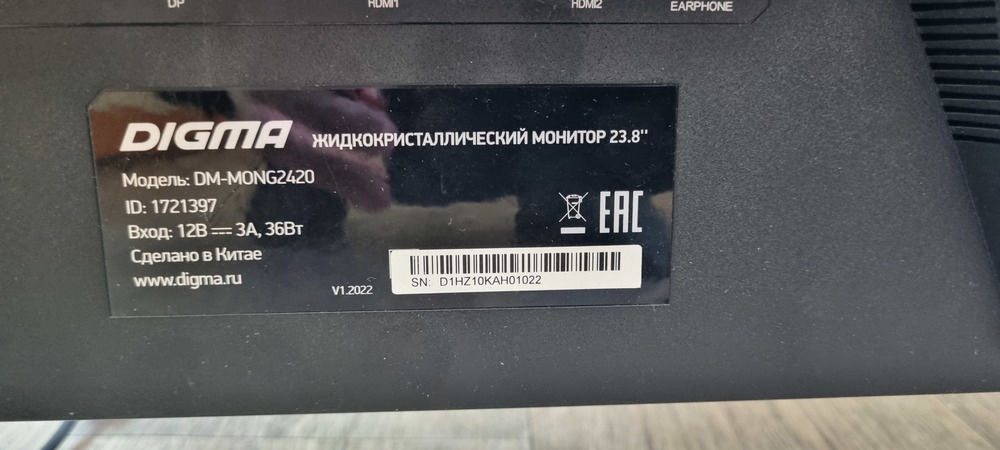 DP HDMI1 HDMI2 EARPHONE
DIGMA ЖИДКОКРИСТАЛЛИЧЕСКИЙ МОНИТОР 23.8"
Модель: DM-MONG2420
ID: 1721397
Вход: 12В ⎓ 3А, 36Вт
Сделано в Китае
www.digma.ru
EAC
V1.2022
SN: D1HZ10KAH01022